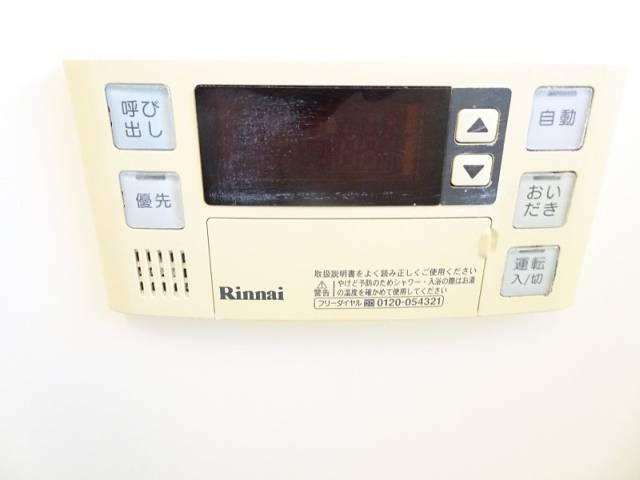 呼び
出し
優先
▲
▼
自動
おい
だき
運転
入/切
Rinnai
取扱説明書をよく読み正しくご使用ください
警告
やけど予防のためシャワー・入浴の際はお湯
の温度を確かめて使用してください
フリーダイヤル 0120-054321